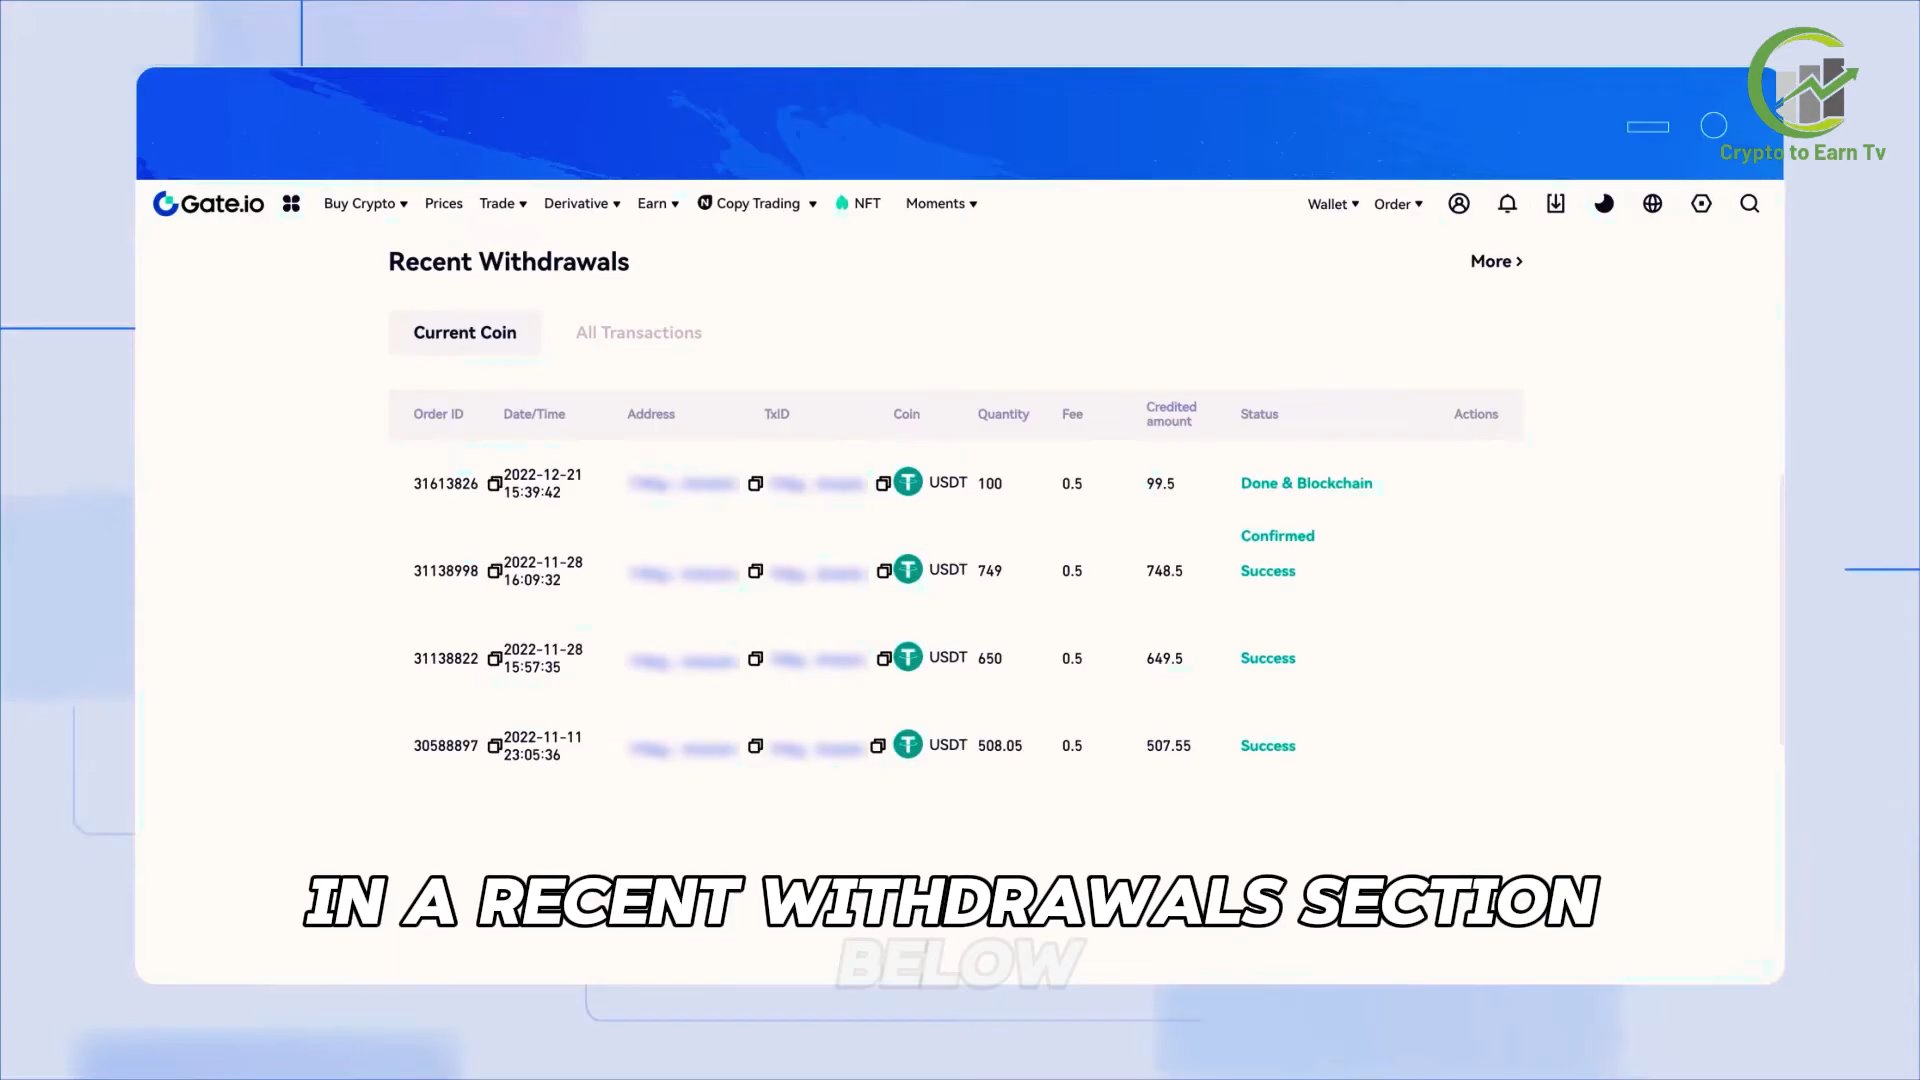 Crypto to Earn Tv
Gate.io Buy Crypto Prices Trade Derivative Earn Copy Trading NFT Moments Wallet Order
Recent Withdrawals More >
Current Coin All Transactions
Order ID Date/Time Address TxID Coin Quantity Fee Credited amount Status Actions
31613826 2022-12-21 15:39:42 USDT 100 0.5 99.5 Done & Blockchain Confirmed
31138998 2022-11-28 16:09:32 USDT 749 0.5 748.5 Success
31138822 2022-11-28 15:57:35 USDT 650 0.5 649.5 Success
30588897 2022-11-11 23:05:36 USDT 508.05 0.5 507.55 Success
IN A RECENT WITHDRAWALS SECTION
BELOW